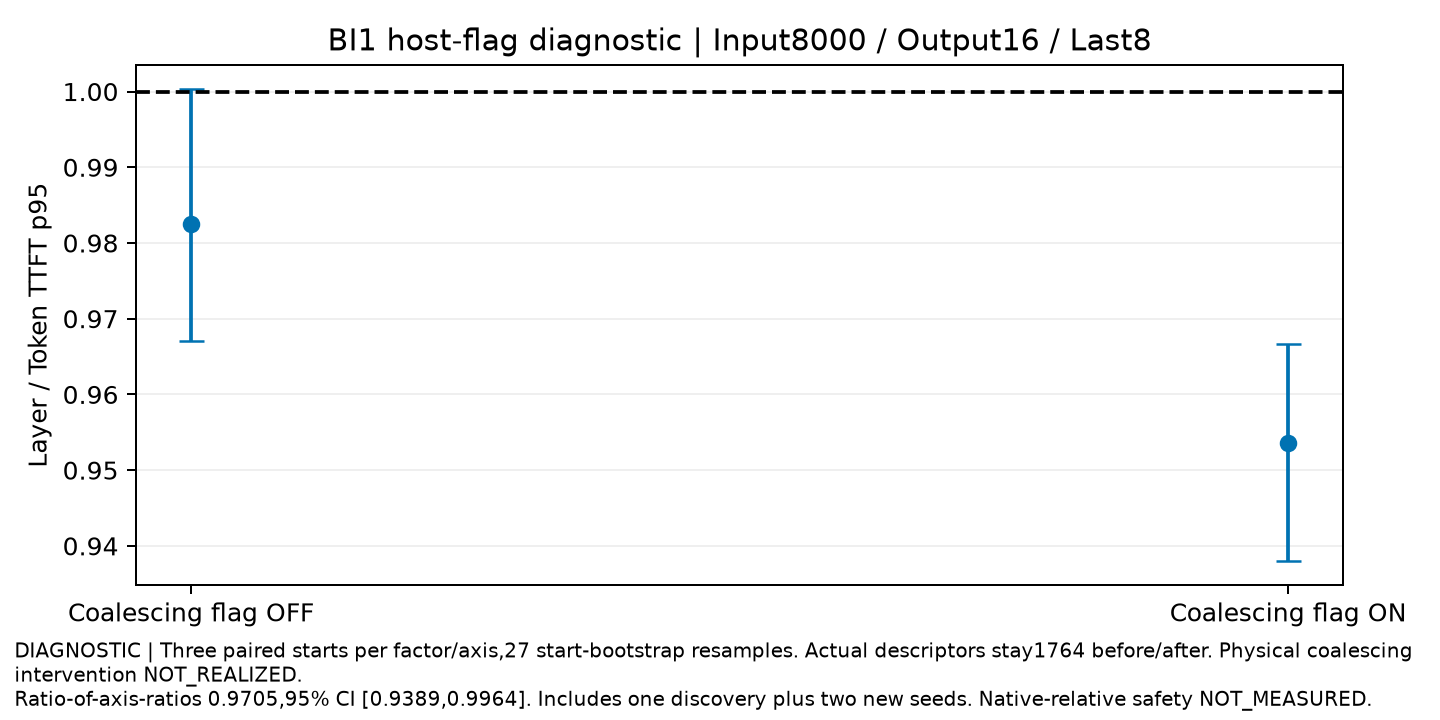 BI1 host-flag diagnostic | Input8000 / Output16 / Last8
Layer / Token TTFT p95
1.00
0.99
0.98
0.97
0.96
0.95
0.94
Coalescing flag OFF
Coalescing flag ON
DIAGNOSTIC | Three paired starts per factor/axis,27 start-bootstrap resamples. Actual descriptors stay1764 before/after. Physical coalescing
intervention NOT_REALIZED.
Ratio-of-axis-ratios 0.9705,95% CI [0.9389,0.9964]. Includes one discovery plus two new seeds. Native-relative safety NOT_MEASURED.